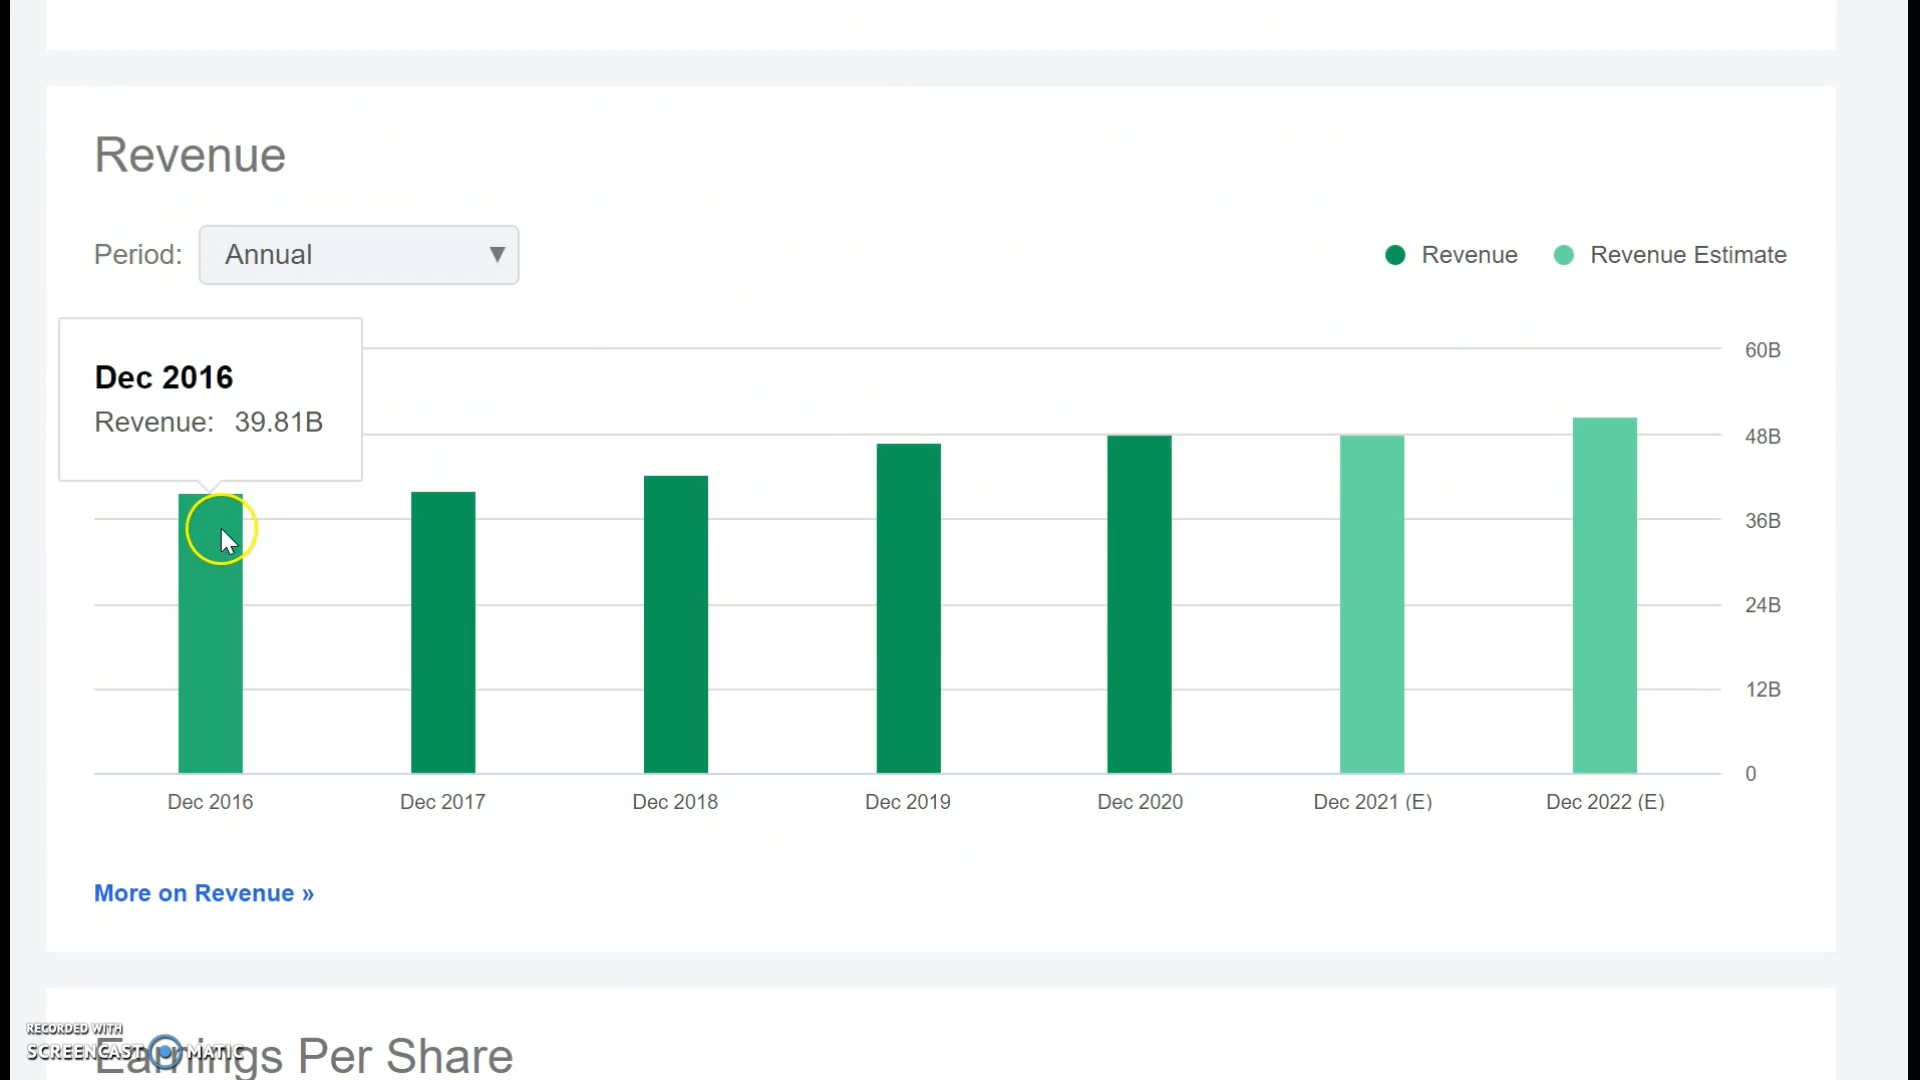 Revenue
Period: Annual ▼
Revenue Revenue Estimate
Dec 2016
Revenue: 39.81B
60B
48B
36B
24B
12B
0
Dec 2016 Dec 2017 Dec 2018 Dec 2019 Dec 2020 Dec 2021 (E) Dec 2022 (E)
More on Revenue »
Earnings Per Share
RECORDED WITH
SCREENCAST MATIC